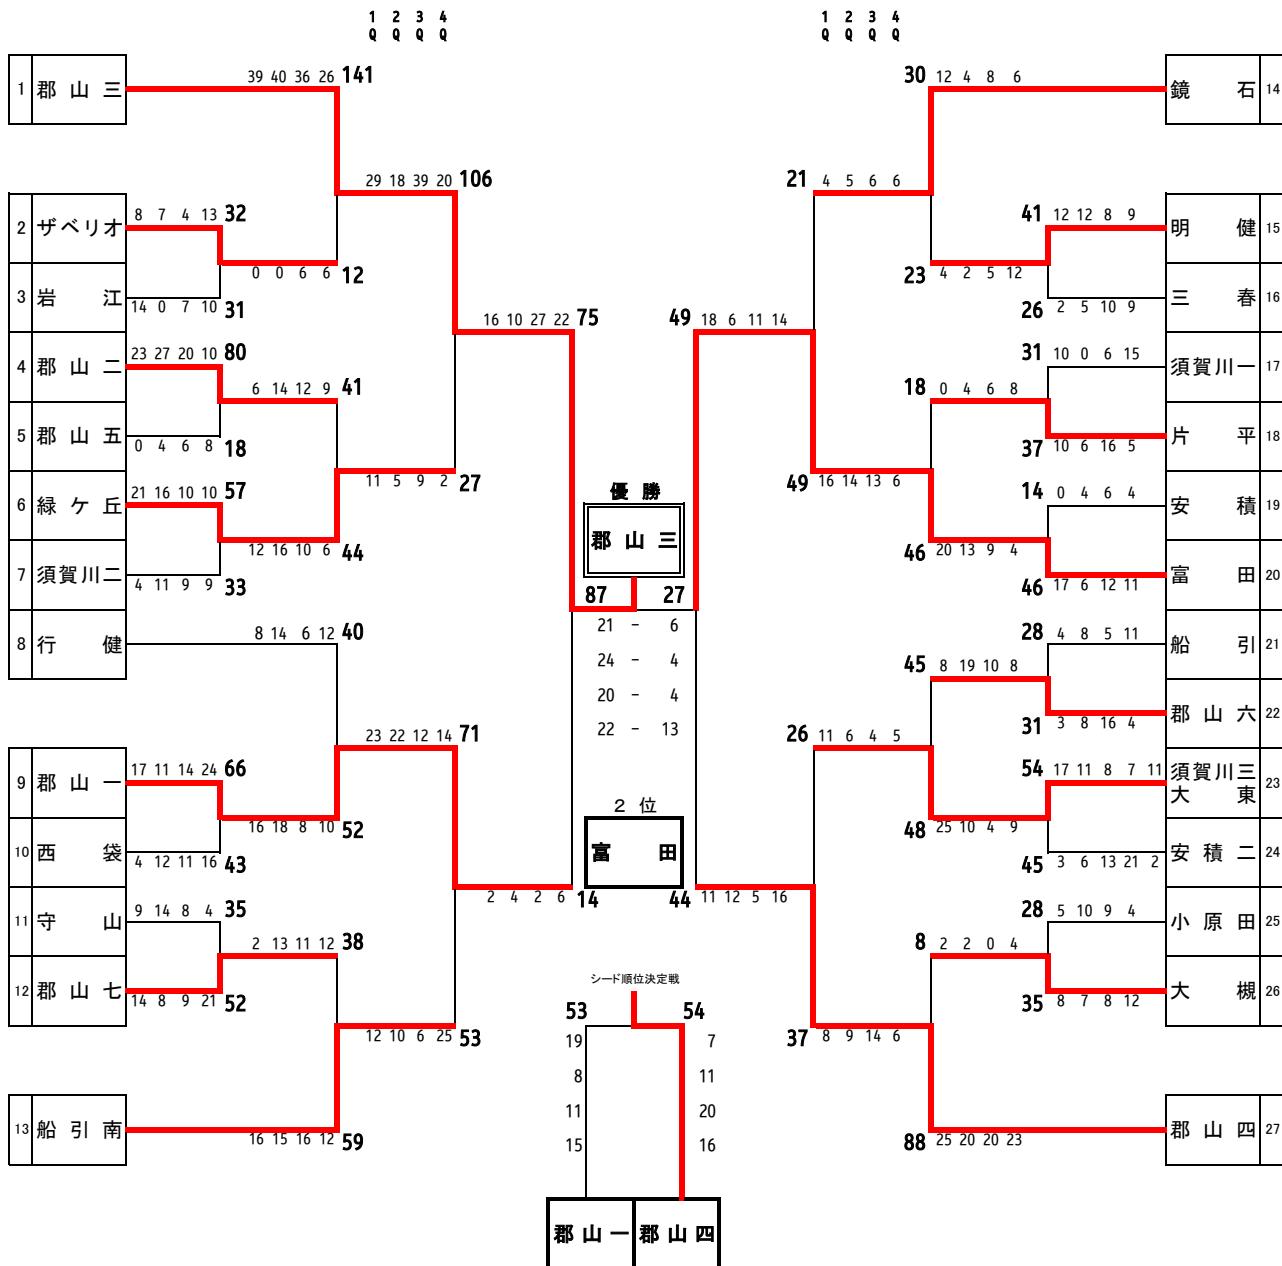 1 2 3 4
Q Q Q Q
1 2 3 4
Q Q Q Q
1 郡山三
39 40 36 26 141
29 18 39 20 106
2 ザベリオ
8 7 4 13 32
0 0 6 6 12
3 岩江
14 0 7 10 31
16 10 27 22 75
4 郡山二
23 27 20 10 80
6 14 12 9 41
5 郡山五
0 4 6 8 18
11 5 9 2 27
6 緑ケ丘
21 16 10 10 57
12 16 10 6 44
7 須賀川二
4 11 9 9 33
8 行健
8 14 6 12 40
23 22 12 14 71
9 郡山一
17 11 14 24 66
16 18 8 10 52
10 西袋
4 12 11 16 43
2 4 2 6 14
11 守山
9 14 8 4 35
2 13 11 12 38
12 郡山七
14 8 9 21 52
12 10 6 25 53
13 船引南
16 15 16 12 59
優勝
郡山三
87 27
21 - 6
24 - 4
20 - 4
22 - 13
2位
富田
シード順位決定戦
53 54
19 7
8 11
11 20
15 16
郡山一 郡山四
30 12 4 8 6
鏡石 14
21 4 5 6 6
41 12 12 8 9
明健 15
23 4 2 5 12
26 2 5 10 9
三春 16
49 18 6 11 14
31 10 0 6 15
須賀川一 17
18 0 4 6 8
37 10 6 16 5
片平 18
49 16 14 13 6
14 0 4 6 4
安積 19
46 20 13 9 4
46 17 6 12 11
富田 20
28 4 8 5 11
船引 21
45 8 19 10 8
31 3 8 16 4
郡山六 22
26 11 6 4 5
54 17 11 8 7 11
須賀川三
大東 23
48 25 10 4 9
45 3 6 13 21 2
安積二 24
44 11 12 5 16
28 5 10 9 4
小原田 25
8 2 2 0 4
35 8 7 8 12
大槻 26
37 8 9 14 6
88 25 20 20 23
郡山四 27